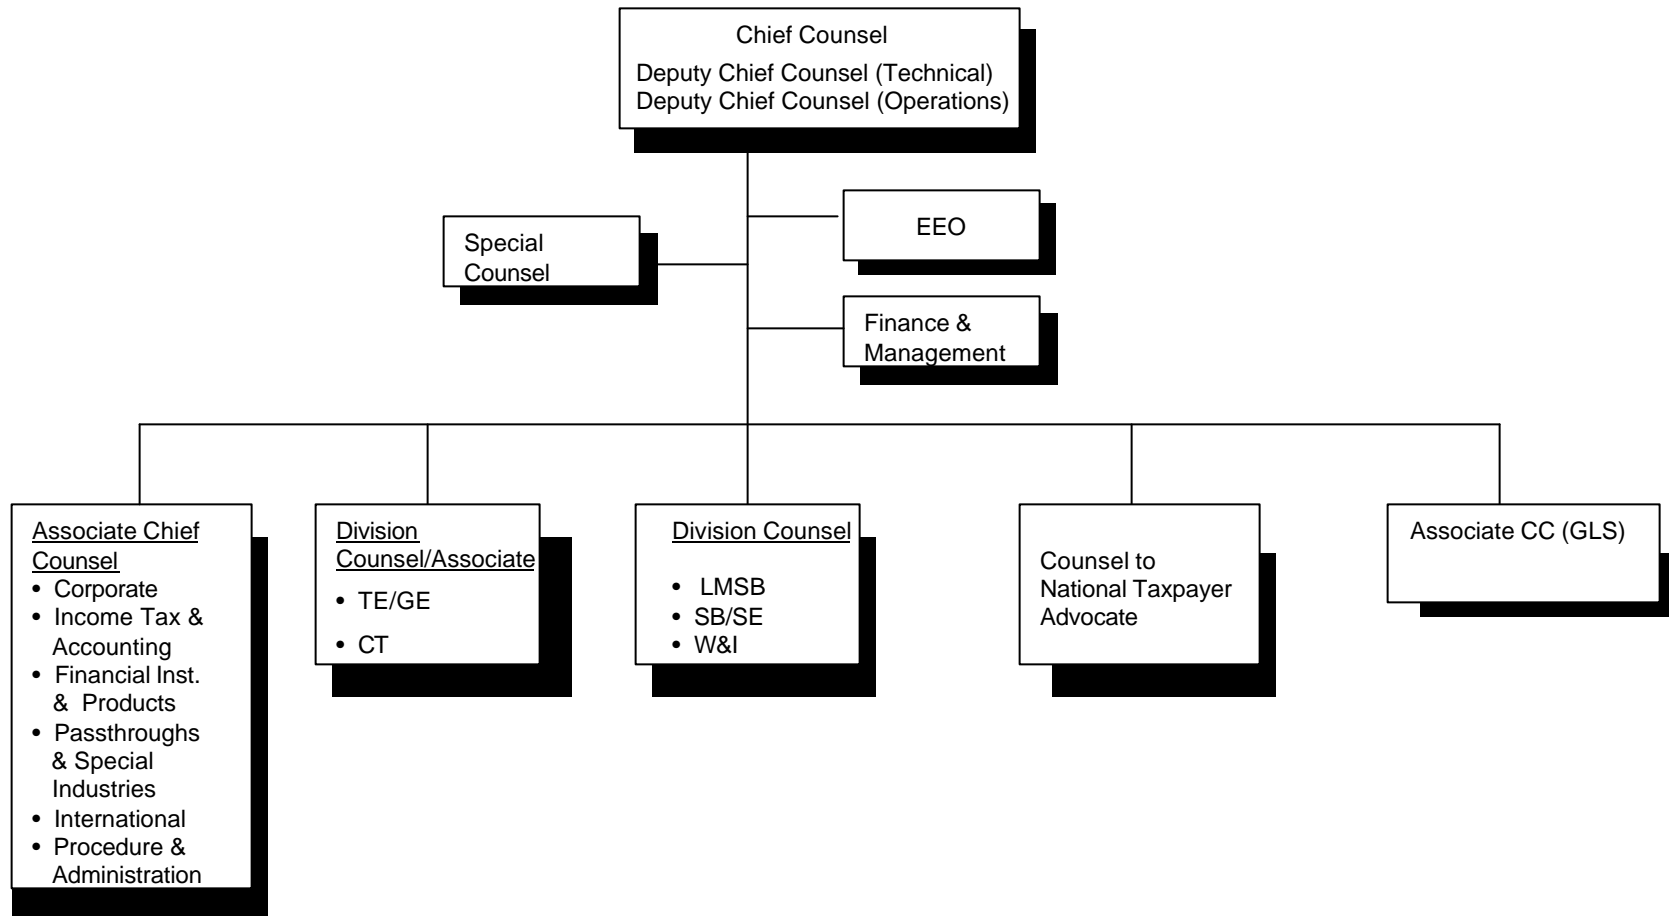 Chief Counsel
Deputy Chief Counsel (Technical)
Deputy Chief Counsel (Operations)
EEO
Special
Counsel
Finance &
Management
Associate Chief
Counsel
• Corporate
• Income Tax &
Accounting
• Financial Inst.
& Products
• Passthroughs
& Special
Industries
• International
• Procedure &
Administration
Division
Counsel/Associate
• TE/GE
• CT
Division Counsel
• LMSB
• SB/SE
• W&I
Counsel to
National Taxpayer
Advocate
Associate CC (GLS)